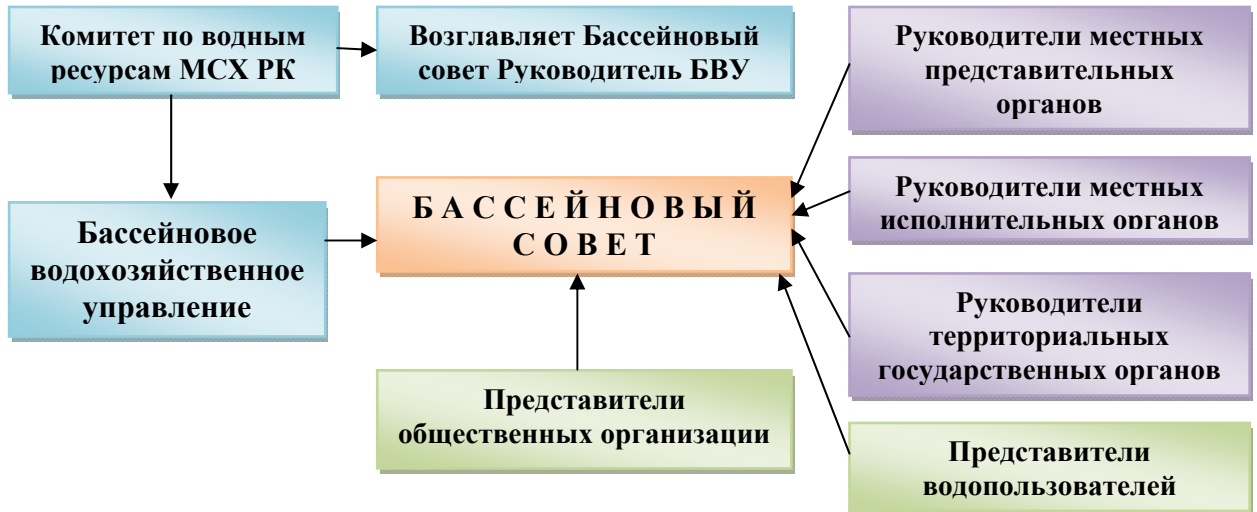 Комитет по водным
ресурсам МСХ РК
Возглавляет Бассейновый
совет Руководитель БВУ
Руководители местных
представительных
органов
Бассейновое
водохозяйственное
управление
Б А С С Е Й Н О В Ы Й
С О В Е Т
Руководители местных
исполнительных органов
Руководители
территориальных
государственных органов
Представители
общественных организации
Представители
водопользователей